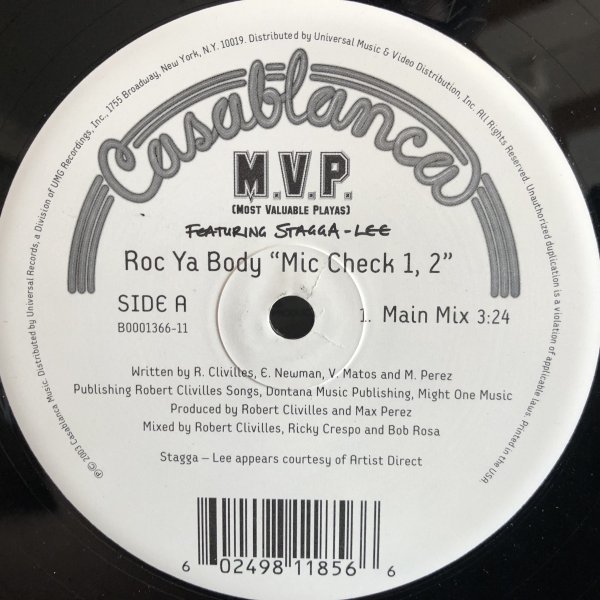 ℗© 2003 Casablanca Music. Distributed by Universal Records, a Division of UMG Recordings, Inc., 1755 Broadway, New York, N.Y. 10019. Distributed by Universal Music & Video Distribution, Inc. All Rights Reserved. Unauthorized duplication is a violation of applicable laws. Printed in the USA.
Casablanca
M.V.P.
(MOST VALUABLE PLAYAS)
FEATURING STAGGA-LEE
Roc Ya Body “Mic Check 1, 2”
SIDE A
B0001366-11
1. Main Mix 3:24
Written by R. Clivilles, E. Newman, V. Matos and M. Perez
Publishing Robert Clivilles Songs, Dontana Music Publishing, Might One Music
Produced by Robert Clivilles and Max Perez
Mixed by Robert Clivilles, Ricky Crespo and Bob Rosa
Stagga – Lee appears courtesy of Artist Direct
6 02498 11856 6